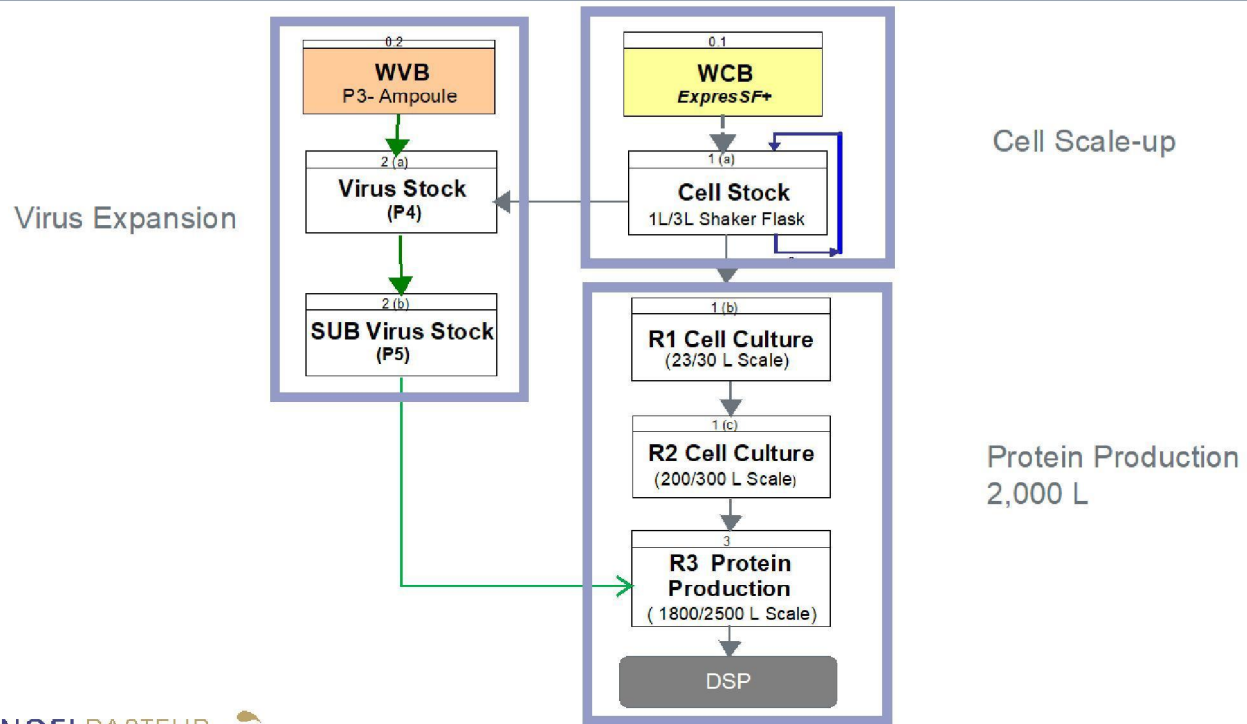 0.2
WVB
P3- Ampoule
2 (a)
Virus Stock
(P4)
2 (b)
SUB Virus Stock
(P5)
Virus Expansion
0.1
WCB
ExpresSF+
1 (a)
Cell Stock
1L/3L Shaker Flask
Cell Scale-up
1 (b)
R1 Cell Culture
(23/30 L Scale)
1 (c)
R2 Cell Culture
(200/300 L Scale)
3
R3 Protein
Production
( 1800/2500 L Scale)
DSP
Protein Production
2,000 L